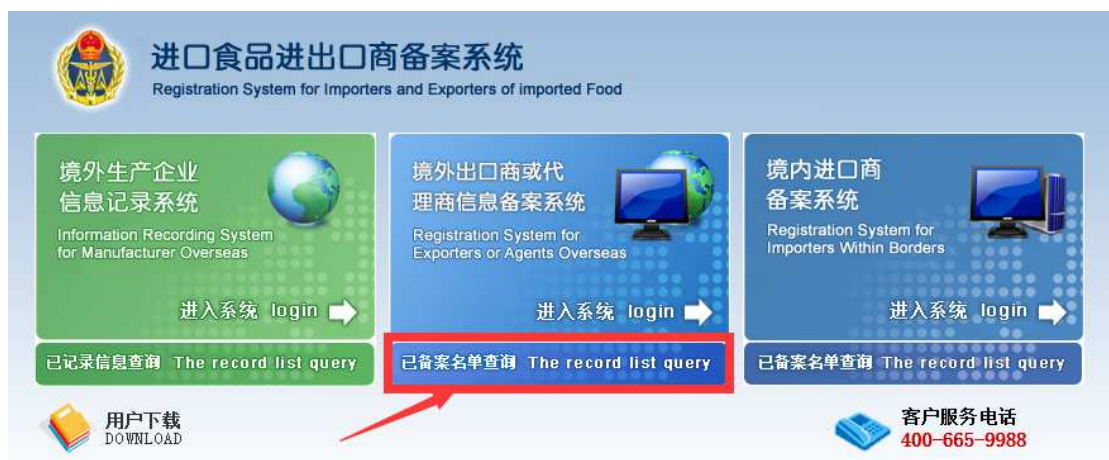 进口食品进出口商备案系统
Registration System for Importers and Exporters of imported Food
境外生产企业
信息记录系统
Information Recording System
for Manufacturer Overseas
进入系统 login
已记录信息查询 The record list query
境外出口商或代
理商信息备案系统
Registration System for
Exporters or Agents Overseas
进入系统 login
已备案名单查询 The record list query
境内进口商
备案系统
Registration System for
Importers Within Borders
进入系统 login
已备案名单查询 The record list query
用户下载
DOWNLOAD
客户服务电话
400-665-9988